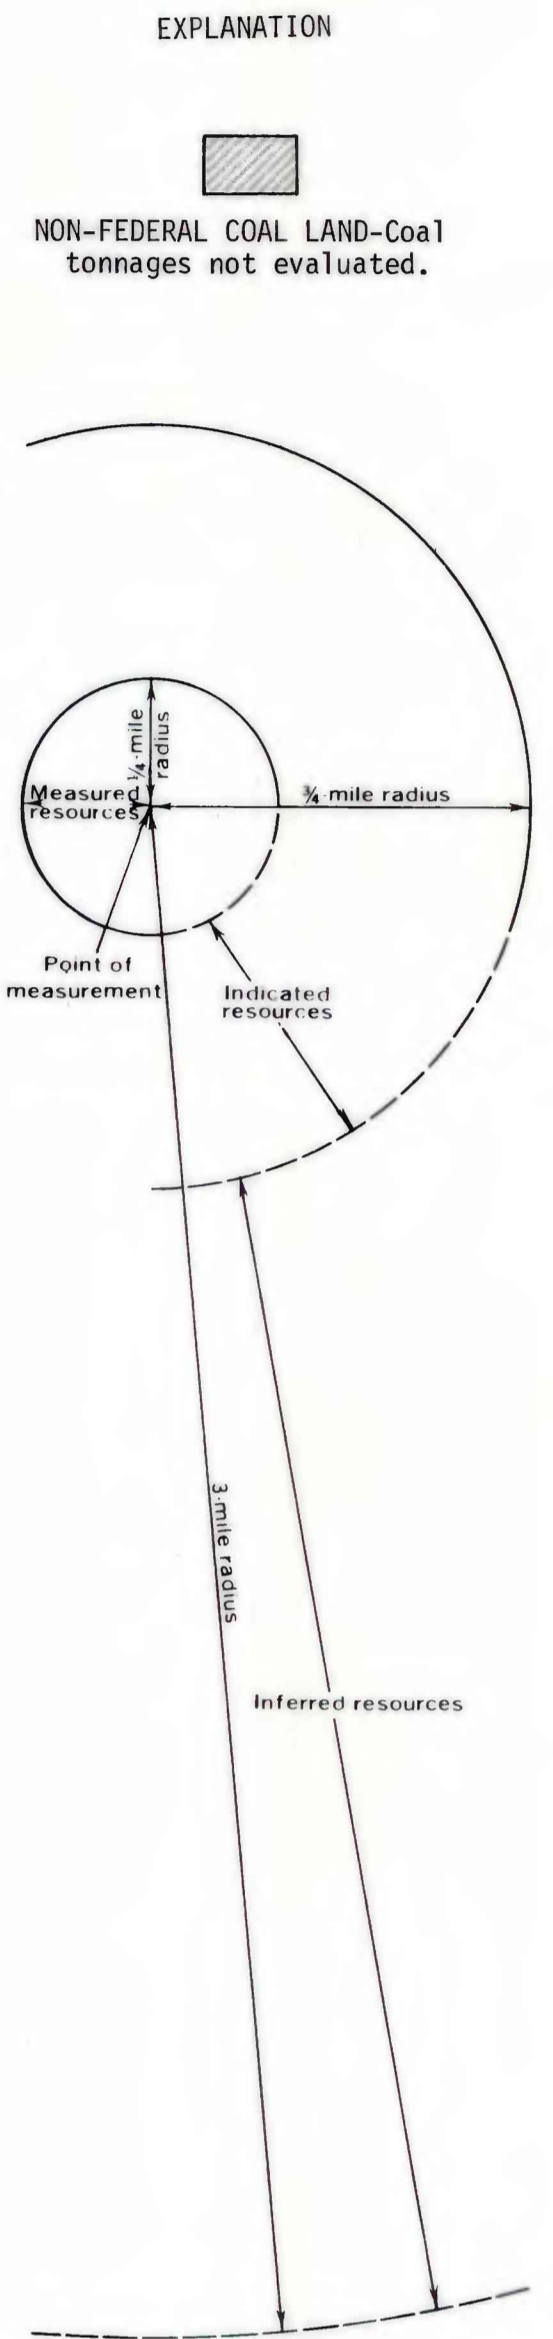 EXPLANATION
NON-FEDERAL COAL LAND-Coal
tonnages not evaluated.
¼-mile
radius
Measured
resources
¾-mile radius
Point of
measurement
Indicated
resources
3-mile radius
Inferred resources